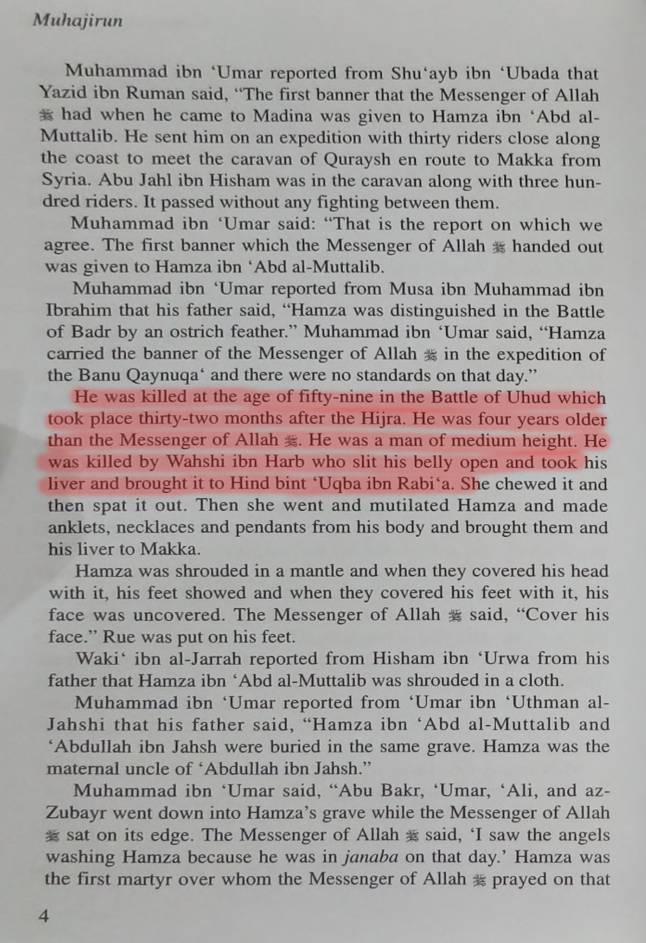 Muhajirun
Muhammad ibn ‘Umar reported from Shu‘ayb ibn ‘Ubada that
Yazid ibn Ruman said, “The first banner that the Messenger of Allah
ﷺ had when he came to Madina was given to Hamza ibn ‘Abd al-
Muttalib. He sent him on an expedition with thirty riders close along
the coast to meet the caravan of Quraysh en route to Makka from
Syria. Abu Jahl ibn Hisham was in the caravan along with three hun-
dred riders. It passed without any fighting between them.
Muhammad ibn ‘Umar said: “That is the report on which we
agree. The first banner which the Messenger of Allah ﷺ handed out
was given to Hamza ibn ‘Abd al-Muttalib.
Muhammad ibn ‘Umar reported from Musa ibn Muhammad ibn
Ibrahim that his father said, “Hamza was distinguished in the Battle
of Badr by an ostrich feather.” Muhammad ibn ‘Umar said, “Hamza
carried the banner of the Messenger of Allah ﷺ in the expedition of
the Banu Qaynuqa‘ and there were no standards on that day.”
He was killed at the age of fifty-nine in the Battle of Uhud which
took place thirty-two months after the Hijra. He was four years older
than the Messenger of Allah ﷺ. He was a man of medium height. He
was killed by Wahshi ibn Harb who slit his belly open and took his
liver and brought it to Hind bint ‘Uqba ibn Rabi‘a. She chewed it and
then spat it out. Then she went and mutilated Hamza and made
anklets, necklaces and pendants from his body and brought them and
his liver to Makka.
Hamza was shrouded in a mantle and when they covered his head
with it, his feet showed and when they covered his feet with it, his
face was uncovered. The Messenger of Allah ﷺ said, “Cover his
face.” Rue was put on his feet.
Waki‘ ibn al-Jarrah reported from Hisham ibn ‘Urwa from his
father that Hamza ibn ‘Abd al-Muttalib was shrouded in a cloth.
Muhammad ibn ‘Umar reported from ‘Umar ibn ‘Uthman al-
Jahshi that his father said, “Hamza ibn ‘Abd al-Muttalib and
‘Abdullah ibn Jahsh were buried in the same grave. Hamza was the
maternal uncle of ‘Abdullah ibn Jahsh.”
Muhammad ibn ‘Umar said, “Abu Bakr, ‘Umar, ‘Ali, and az-
Zubayr went down into Hamza’s grave while the Messenger of Allah
ﷺ sat on its edge. The Messenger of Allah ﷺ said, ‘I saw the angels
washing Hamza because he was in janaba on that day.’ Hamza was
the first martyr over whom the Messenger of Allah ﷺ prayed on that
4